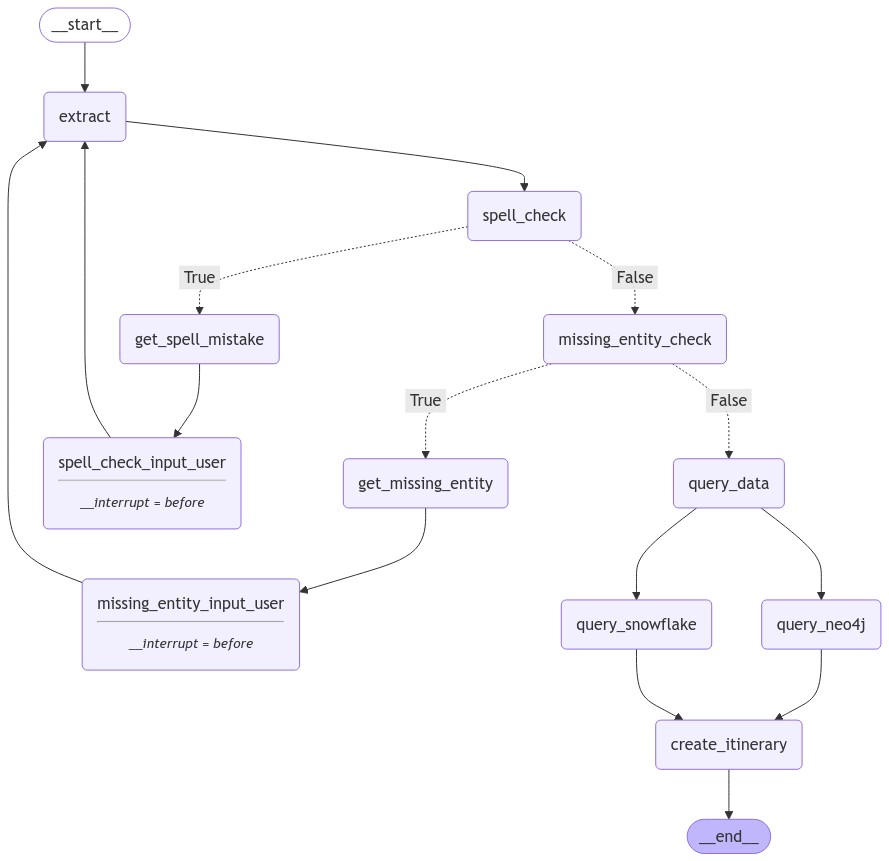 __start__
extract
spell_check
True
False
get_spell_mistake
missing_entity_check
True
False
spell_check_input_user
__interrupt = before
get_missing_entity
query_data
missing_entity_input_user
__interrupt = before
query_snowflake
query_neo4j
create_itinerary
__end__